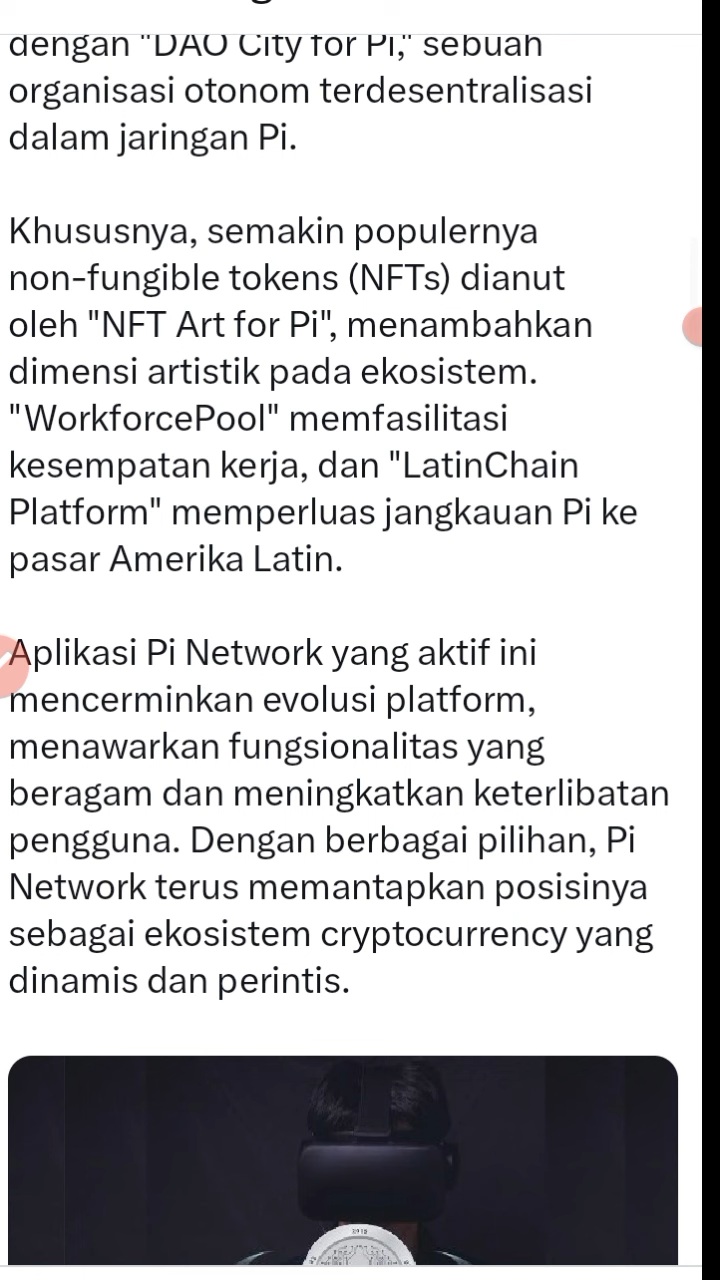 dengan "DAO City for Pi," sebuah
organisasi otonom terdesentralisasi
dalam jaringan Pi.
Khususnya, semakin populernya
non-fungible tokens (NFTs) dianut
oleh "NFT Art for Pi", menambahkan
dimensi artistik pada ekosistem.
"WorkforcePool" memfasilitasi
kesempatan kerja, dan "LatinChain
Platform" memperluas jangkauan Pi ke
pasar Amerika Latin.
Aplikasi Pi Network yang aktif ini
mencerminkan evolusi platform,
menawarkan fungsionalitas yang
beragam dan meningkatkan keterlibatan
pengguna. Dengan berbagai pilihan, Pi
Network terus memantapkan posisinya
sebagai ekosistem cryptocurrency yang
dinamis dan perintis.